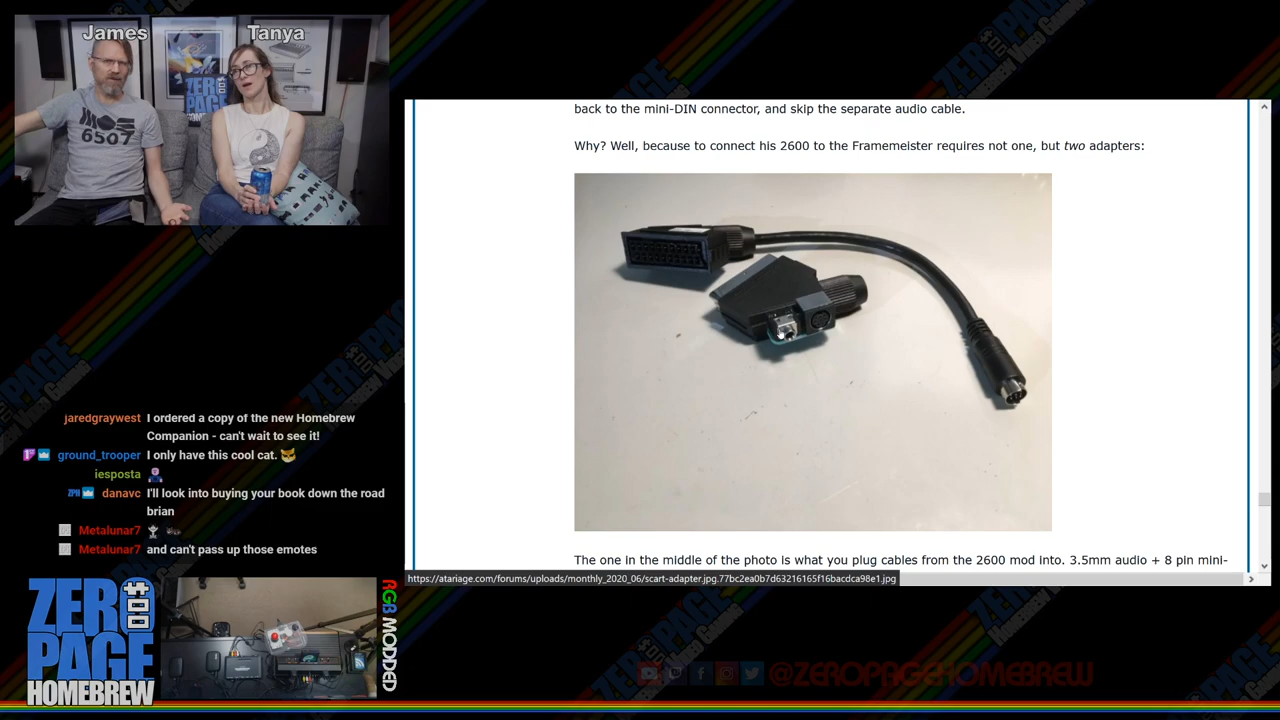 James
Tanya
6507
back to the mini-DIN connector, and skip the separate audio cable.
Why? Well, because to connect his 2600 to the Framemeister requires not one, but two adapters:
jaredgraywest I ordered a copy of the new Homebrew
Companion - can't wait to see it!
ground_trooper I only have this cool cat.
iesposta
ZPH danavc I'll look into buying your book down the road
brian
Metalunar7
Metalunar7 and can't pass up those emotes
The one in the middle of the photo is what you plug cables from the 2600 mod into. 3.5mm audio + 8 pin mini-
https://atariage.com/forums/uploads/monthly_2020_06/scart-adapter.jpg.77bc2ea0b7d63216165f16bacdca98e1.jpg
ZERO
PAGE
HOMEBREW
RGB MODDED
@ZEROPAGEHOMEBREW